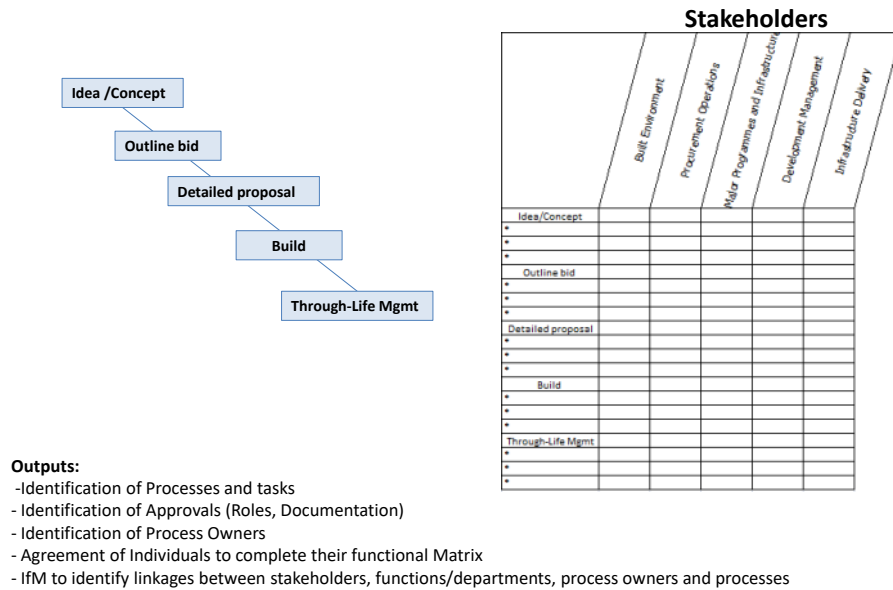 Stakeholders
Idea /Concept
Outline bid
Detailed proposal
Build
Through-Life Mgmt
Built Environment
Procurement Operations
Major Programmes and Infrastructure
Development Management
Infrastructure Delivery
Idea/Concept
*
*
*
Outline bid
*
*
*
Detailed proposal
*
*
*
Build
*
*
*
Through-Life Mgmt
*
*
*
Outputs:
-Identification of Processes and tasks
- Identification of Approvals (Roles, Documentation)
- Identification of Process Owners
- Agreement of Individuals to complete their functional Matrix
- IfM to identify linkages between stakeholders, functions/departments, process owners and processes